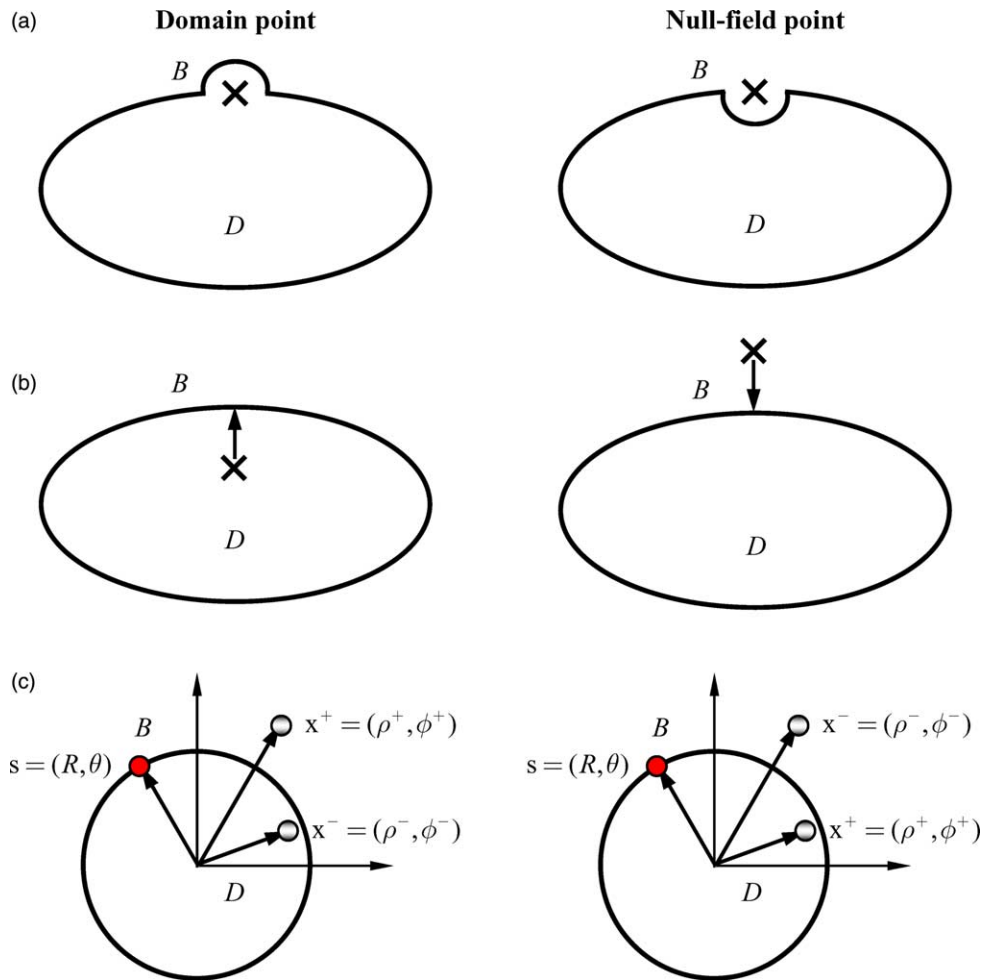 (a) Domain point Null-field point
B B
D D
(b)
B B
D D
(c)
x⁺ = (ρ⁺, ϕ⁺) x⁻ = (ρ⁻, ϕ⁻)
B B
s = (R, θ) s = (R, θ)
x⁻ = (ρ⁻, ϕ⁻) x⁺ = (ρ⁺, ϕ⁺)
D D